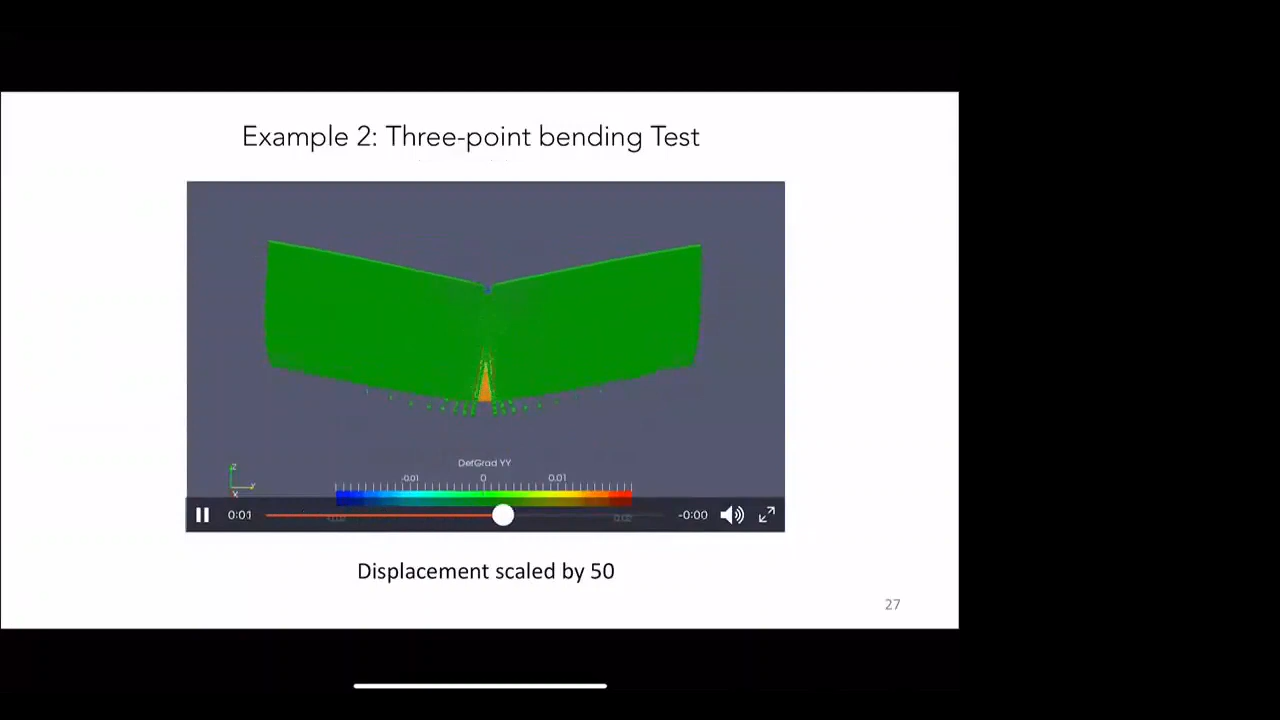 Example 2: Three-point bending Test
DefGrad YY
-0.01 0 0.01
0:01 -0:00
Displacement scaled by 50
27